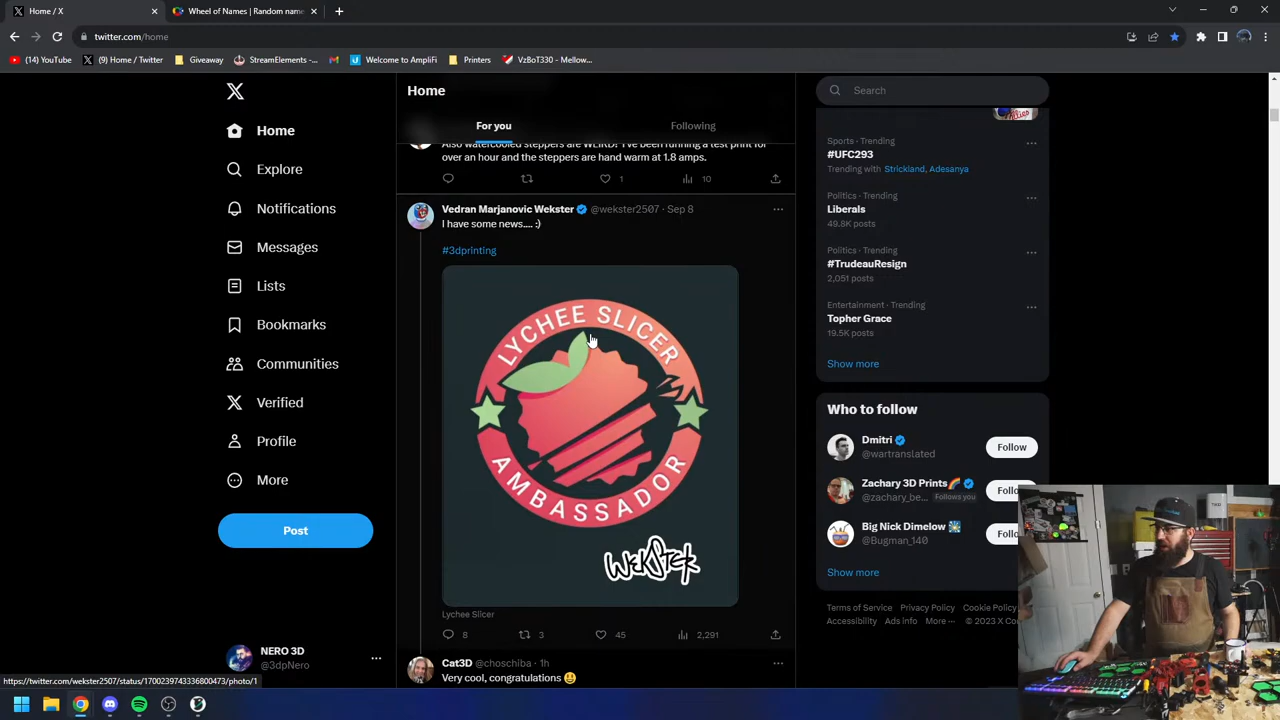 Home / X
Wheel of Names | Random name
twitter.com/home
(14) YouTube
(9) Home / Twitter
Giveaway
StreamElements -...
Welcome to AmpliFi
Printers
VzBoT330 - Mellow...
Home
Explore
Notifications
Messages
Lists
Bookmarks
Communities
Verified
Profile
More
Post
NERO 3D
@3dpNero
https://twitter.com/wekster2507/status/1700239743336800473/photo/1
Home
For you
Following
Also watercooled steppers are WEIRD! I've been running a test print for
over an hour and the steppers are hand warm at 1.8 amps.
1
10
Vedran Marjanovic Wekster @wekster2507 · Sep 8
I have some news.... :)
#3dprinting
LYCHEE SLICER
AMBASSADOR
WEKSTER
Lychee Slicer
8
3
45
2,291
Cat3D @choschiba · 1h
Very cool, congratulations
Search
Sports · Trending
#UFC293
Trending with Strickland, Adesanya
Politics · Trending
Liberals
49.8K posts
Politics · Trending
#TrudeauResign
2,051 posts
Entertainment · Trending
Topher Grace
19.5K posts
Show more
Who to follow
Dmitri
@wartranslated
Follow
Zachary 3D Prints
@zachary_be... Follows you
Follo
Big Nick Dimelow
@Bugman_140
Follo
Show more
Terms of Service Privacy Policy Cookie Policy
Accessibility Ads info More ... © 2023 X Co